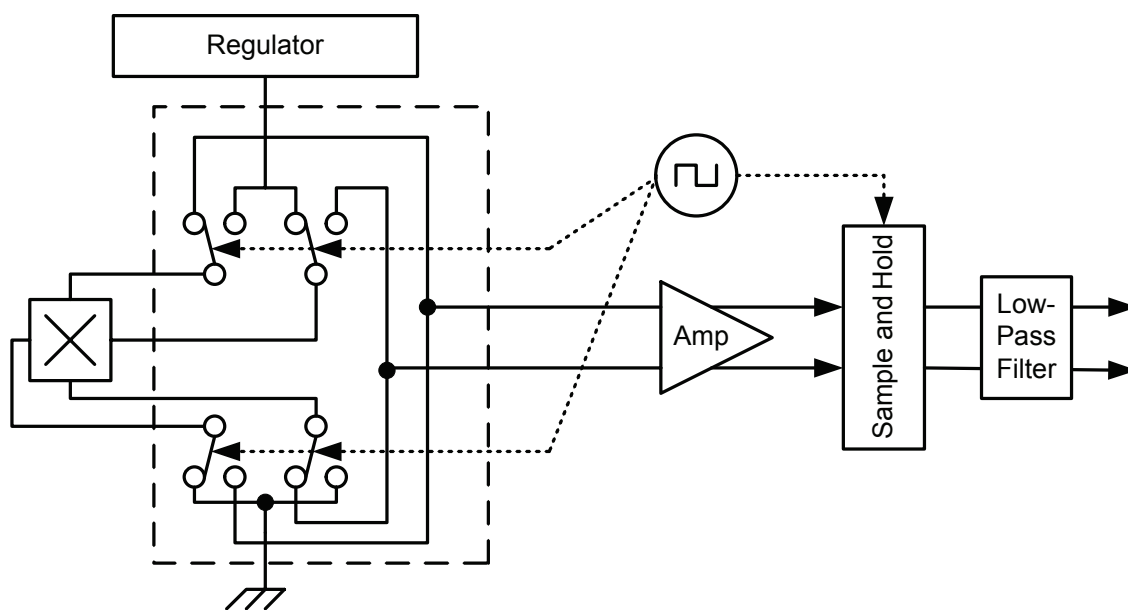 Regulator
Amp
Sample and Hold
Low-
Pass
Filter